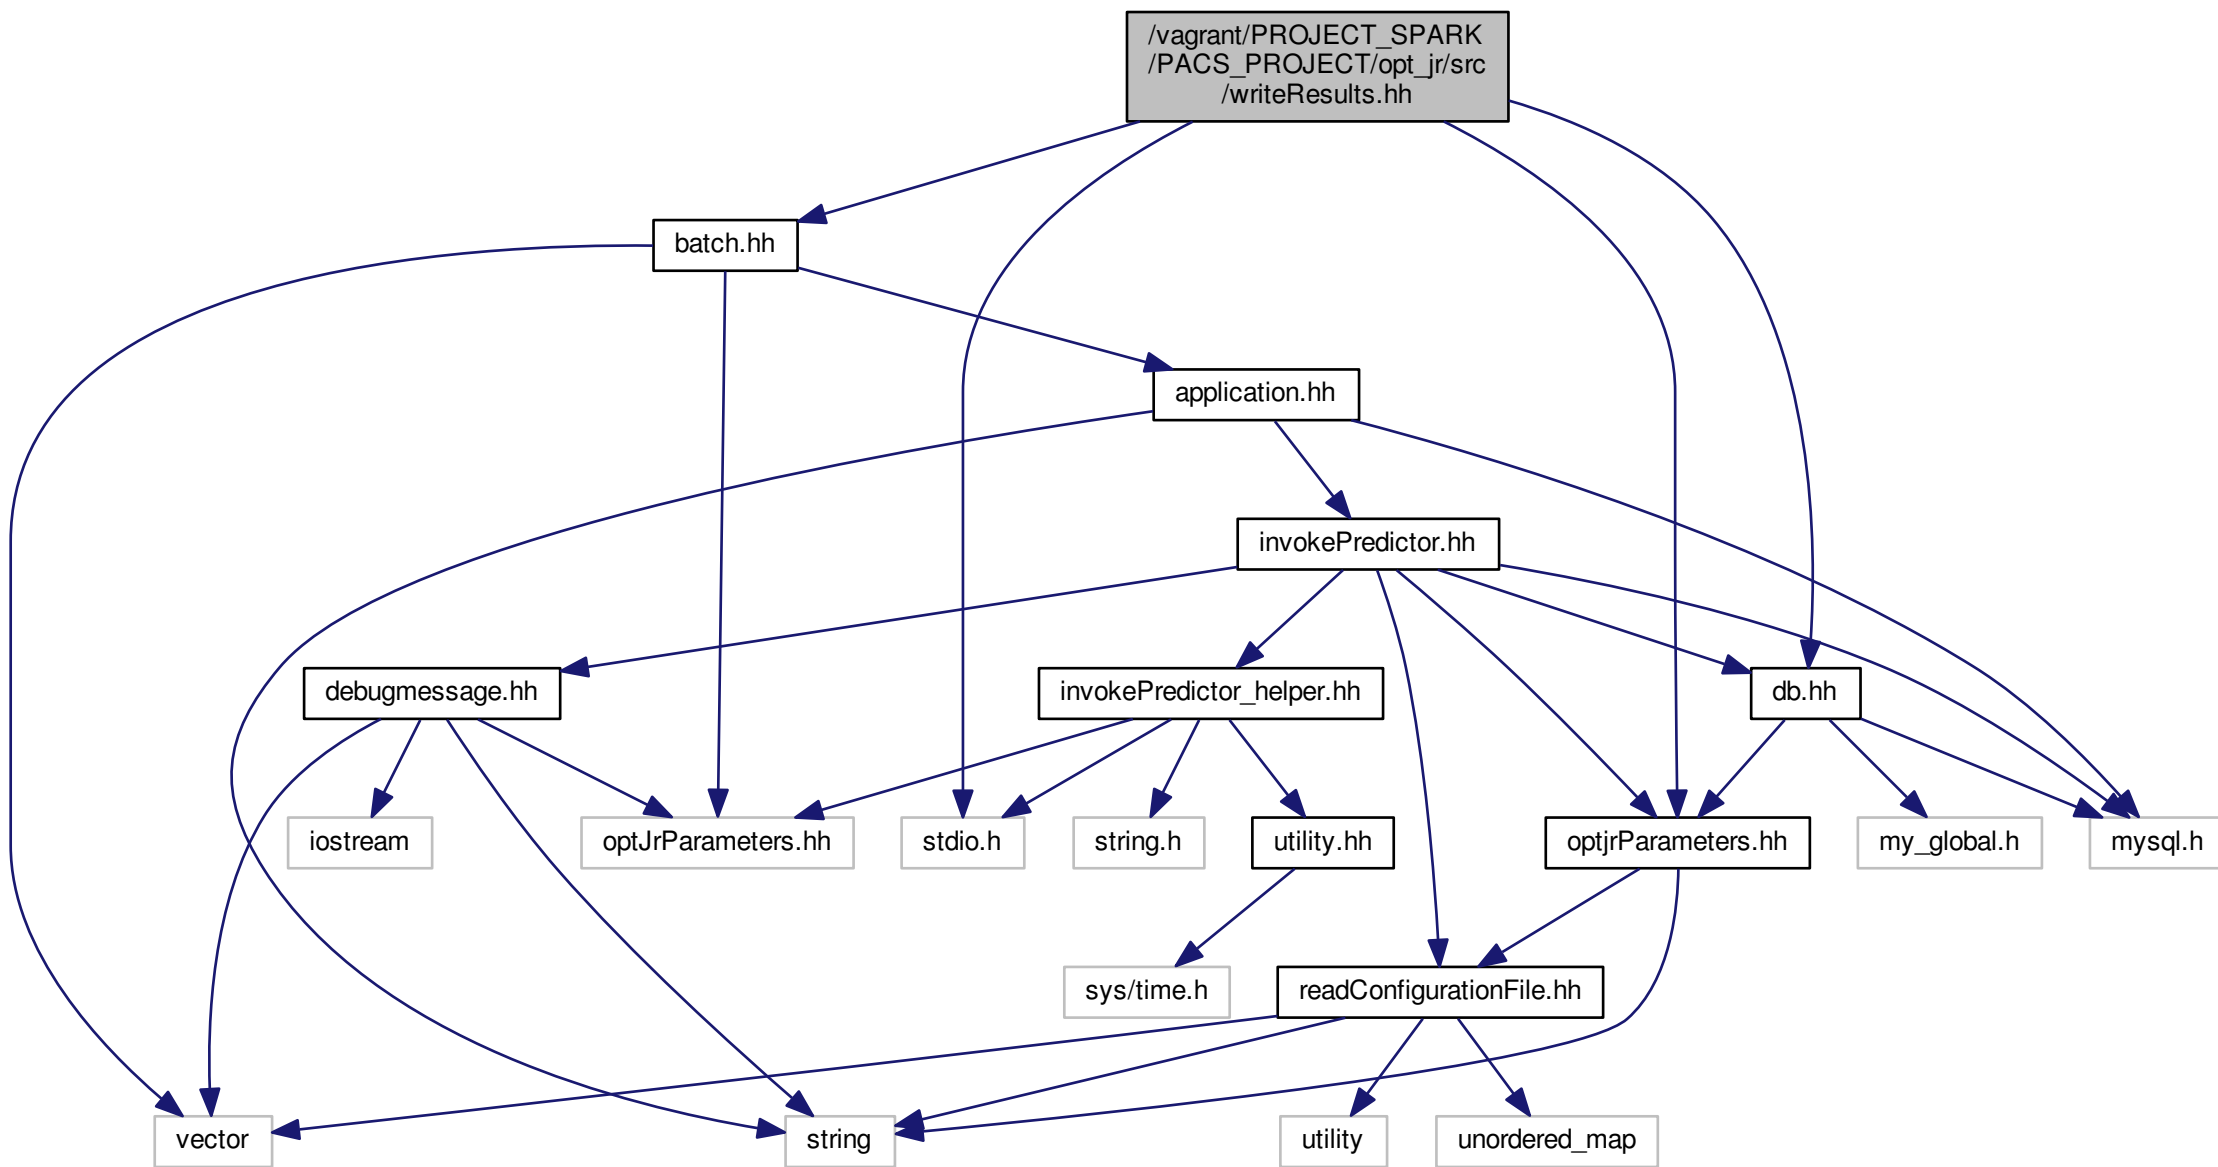 /vagrant/PROJECT_SPARK
/PACS_PROJECT/opt_jr/src
/writeResults.hh
batch.hh
application.hh
invokePredictor.hh
debugmessage.hh
invokePredictor_helper.hh
db.hh
iostream
optJrParameters.hh
stdio.h
string.h
utility.hh
optjrParameters.hh
my_global.h
mysql.h
sys/time.h
readConfigurationFile.hh
vector
string
utility
unordered_map